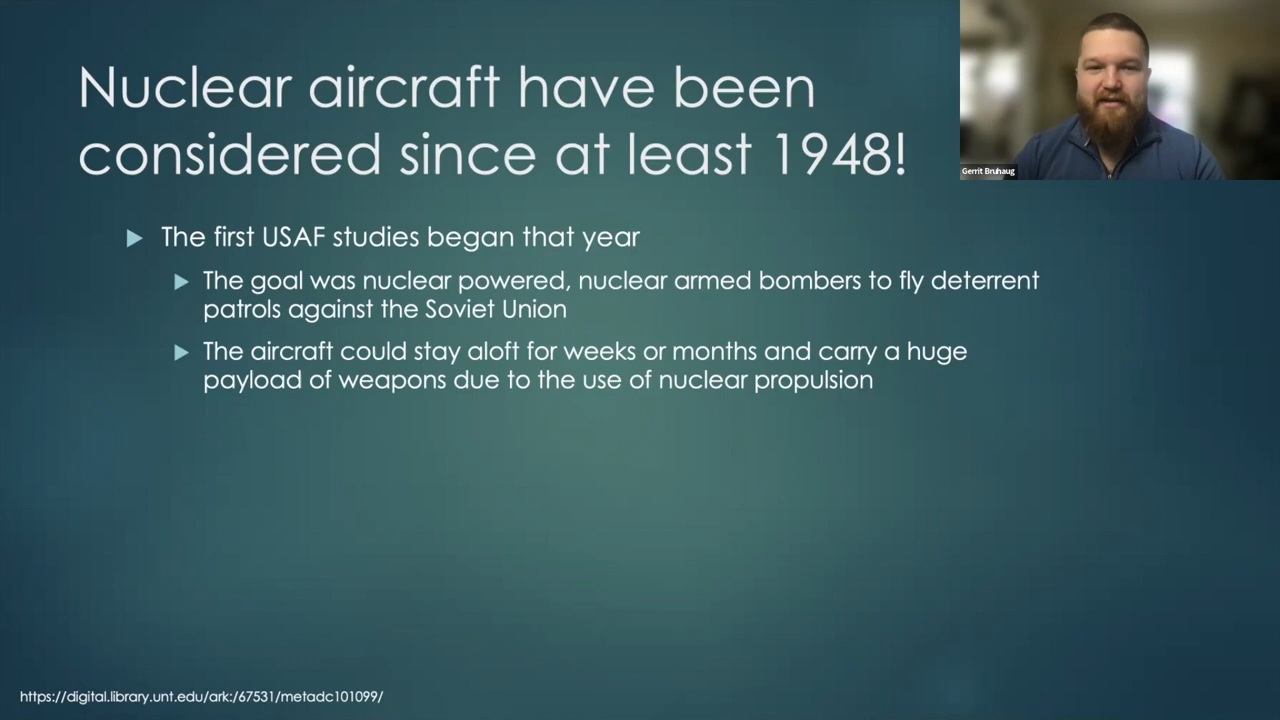 Nuclear aircraft have been
considered since at least 1948!
Gerrit Bruhaug
The first USAF studies began that year
The goal was nuclear powered, nuclear armed bombers to fly deterrent
patrols against the Soviet Union
The aircraft could stay aloft for weeks or months and carry a huge
payload of weapons due to the use of nuclear propulsion
https://digital.library.unt.edu/ark:/67531/metadc101099/